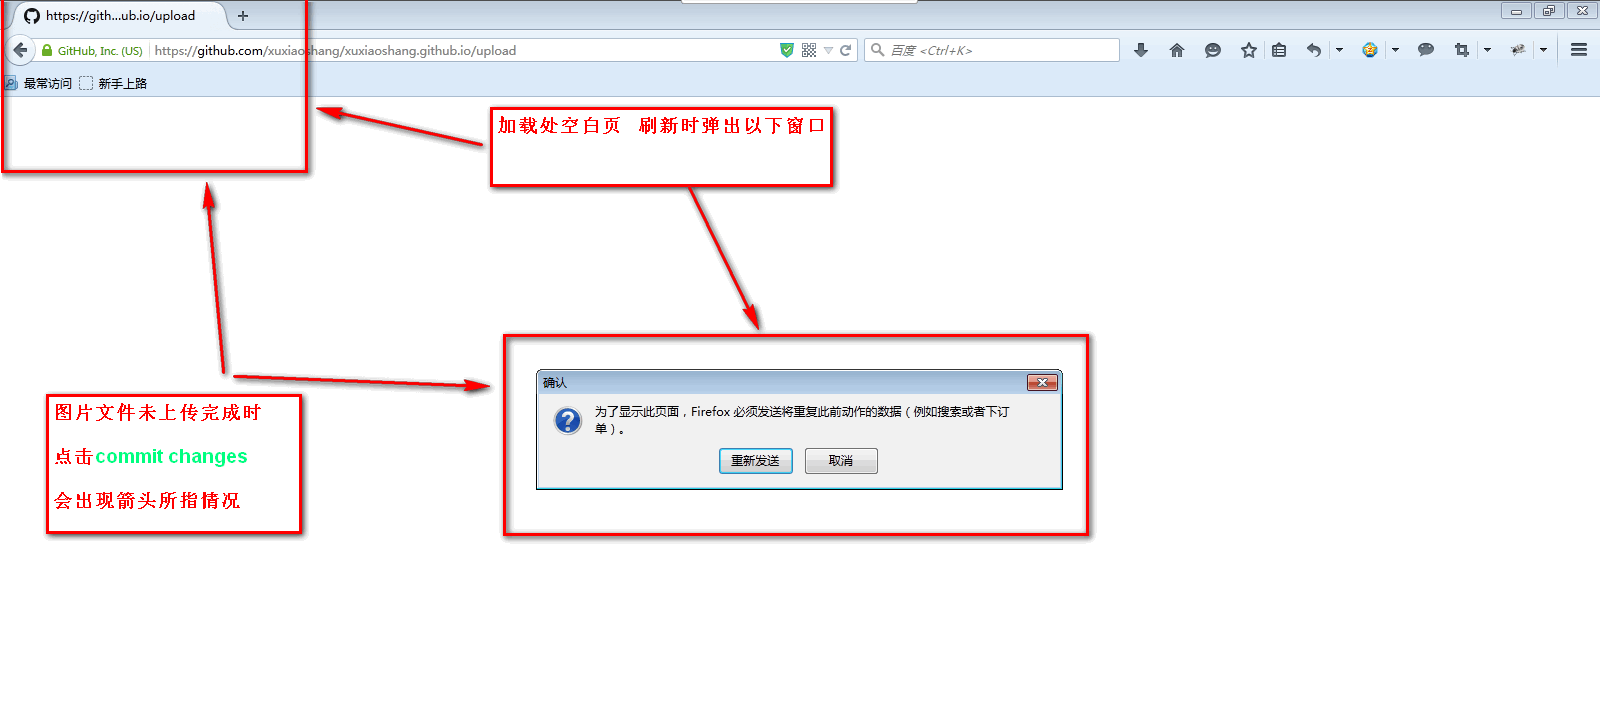 https://gith...ub.io/upload
GitHub, Inc. (US)
https://github.com/xuxiaoshang/xuxiaoshang.github.io/upload
百度 <Ctrl+K>
最常访问
新手上路
加载处空白页 刷新时弹出以下窗口
确认
为了显示此页面，Firefox 必须发送将重复此前动作的数据（例如搜索或者下订
单）。
重新发送
取消
图片文件未上传完成时
点击commit changes
会出现箭头所指情况